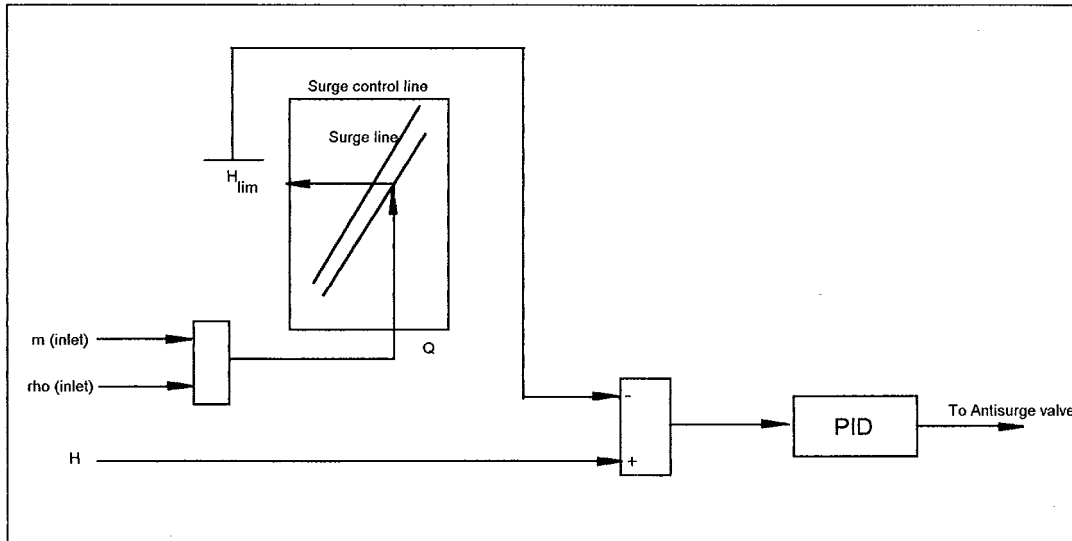 Surge control line
Surge line
H lim
m (inlet)
rho (inlet)
Q
-
To Antisurge valve
PID
H
+